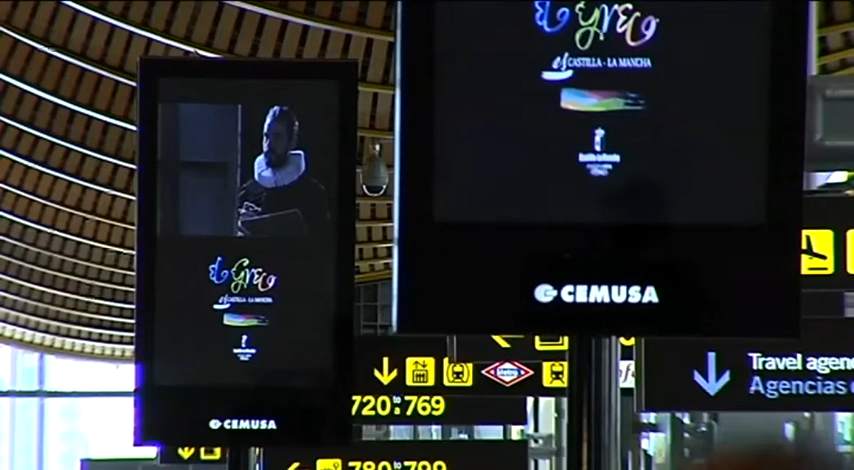 El Greco
CASTILLA - LA MANCHA
CEMUSA
El Greco
CASTILLA - LA MANCHA
CEMUSA
720 to 769
780 to 799
Travel agen
Agencias